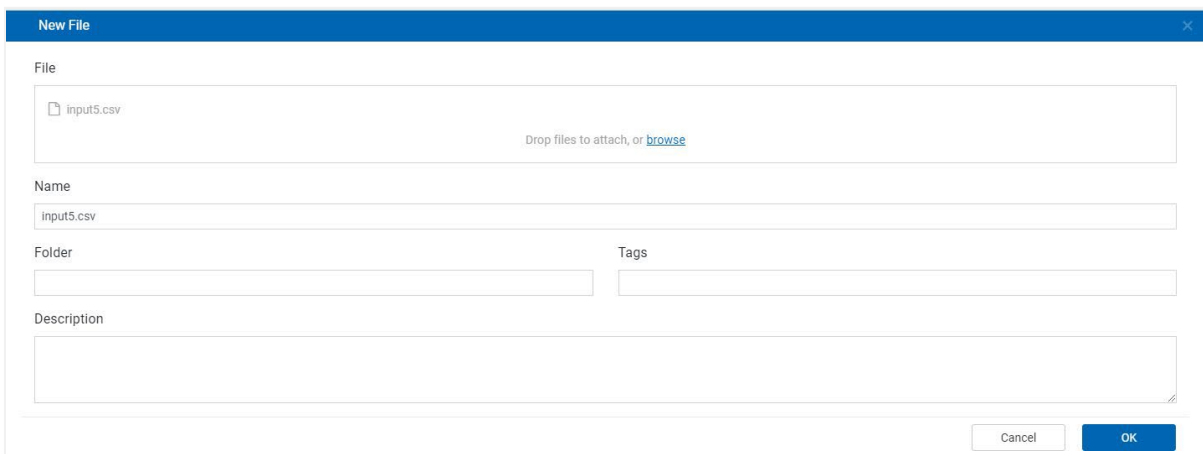 New File
File
input5.csv
Drop files to attach, or browse
Name
input5.csv
Folder
Tags
Description
Cancel
OK